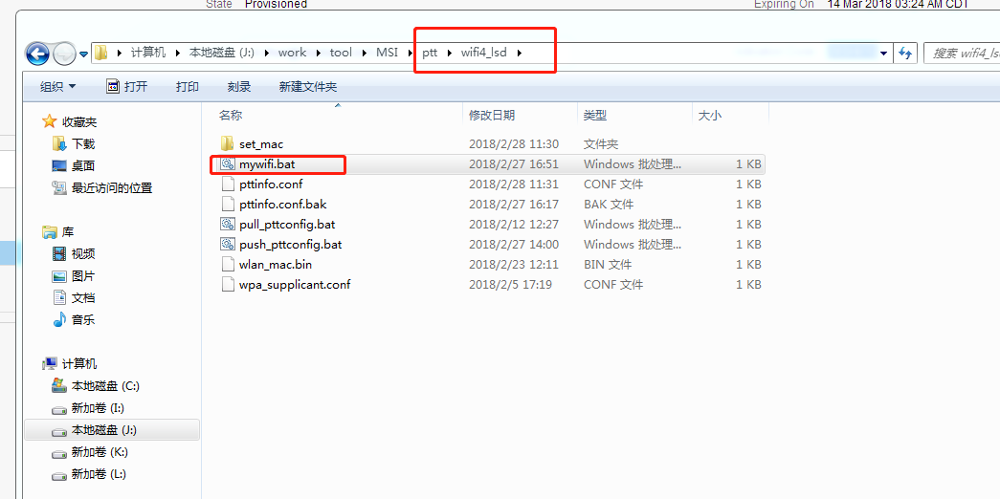 State Provisioned Expiring On 14 Mar 2018 03:24 AM CDT
计算机 本地磁盘 (J:) work tool MSI ptt wifi4_lsd 搜索 wifi4_lsd
组织 打开 打印 刻录 新建文件夹
名称 修改日期 类型 大小
收藏夹
下载
桌面
最近访问的位置
库
视频
图片
文档
音乐
计算机
本地磁盘 (C:)
新加卷 (I:)
本地磁盘 (J:)
新加卷 (K:)
新加卷 (L:)
set_mac 2018/2/28 11:30 文件夹
mywifi.bat 2018/2/27 16:51 Windows 批处理... 1 KB
pttinfo.conf 2018/2/28 11:31 CONF 文件 1 KB
pttinfo.conf.bak 2018/2/27 16:17 BAK 文件 1 KB
pull_pttconfig.bat 2018/2/12 12:27 Windows 批处理... 1 KB
push_pttconfig.bat 2018/2/27 14:00 Windows 批处理... 1 KB
wlan_mac.bin 2018/2/23 12:11 BIN 文件 1 KB
wpa_supplicant.conf 2018/2/5 17:19 CONF 文件 1 KB